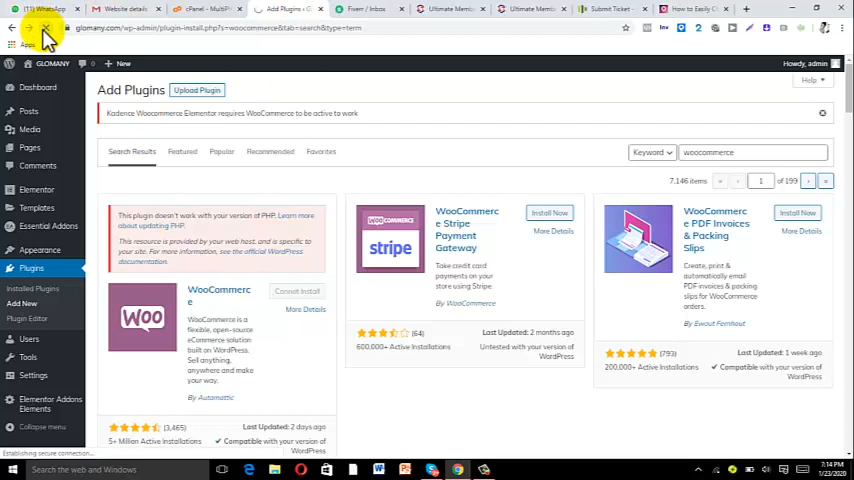 (1) WhatsApp
Website details
cPanel - MultiPH
Add Plugins ‹ G
Fiverr / Inbox
Ultimate Memb
Ultimate Memb
Submit Ticket -
How to Easily C
glomany.com/wp-admin/plugin-install.php?s=woocommerce&tab=search&type=term
Apps
GLOMANY
0
+ New
Howdy, admin
Dashboard
Posts
Media
Pages
Comments
Elementor
Templates
Essential Addons
Appearance
Plugins
Installed Plugins
Add New
Plugin Editor
Users
Tools
Settings
Elementor Addons
Elements
Collapse menu
Establishing secure connection...
Add Plugins
Upload Plugin
Help
Kadence Woocommerce Elementor requires WooCommerce to be active to work
Search Results
Featured
Popular
Recommended
Favorites
Keyword
woocommerce
7,146 items
«
‹
1
of 199
›
»
This plugin doesn't work with your version of PHP. Learn more
about updating PHP.
This resource is provided by your web host, and is specific to
your site. For more information, see the official WordPress
documentation.
Woo
WooCommerc
e
Cannot Install
More Details
WooCommerce is a
flexible, open-source
eCommerce solution
built on WordPress.
Sell anything,
anywhere and make
your way.
By Automattic
(3,465)
5+ Million Active Installations
Last Updated: 2 days ago
Compatible with your version of
WordPress
WOO COMMERCE
stripe
WooCommerc
e Stripe
Payment
Gateway
Install Now
More Details
Take credit card
payments on your
store using Stripe.
By WooCommerce
(64)
600,000+ Active Installations
Last Updated: 2 months ago
Untested with your version of
WordPress
WooCommerc
e PDF Invoices
& Packing
Slips
Install Now
More Details
Create, print &
automatically email
PDF invoices &
packing slips for
WooCommerce
orders.
By Ewout Fernhout
(793)
200,000+ Active Installations
Last Updated: 1 week ago
Compatible with your version of
WordPress
Search the web and Windows
7:14 PM
1/23/2020